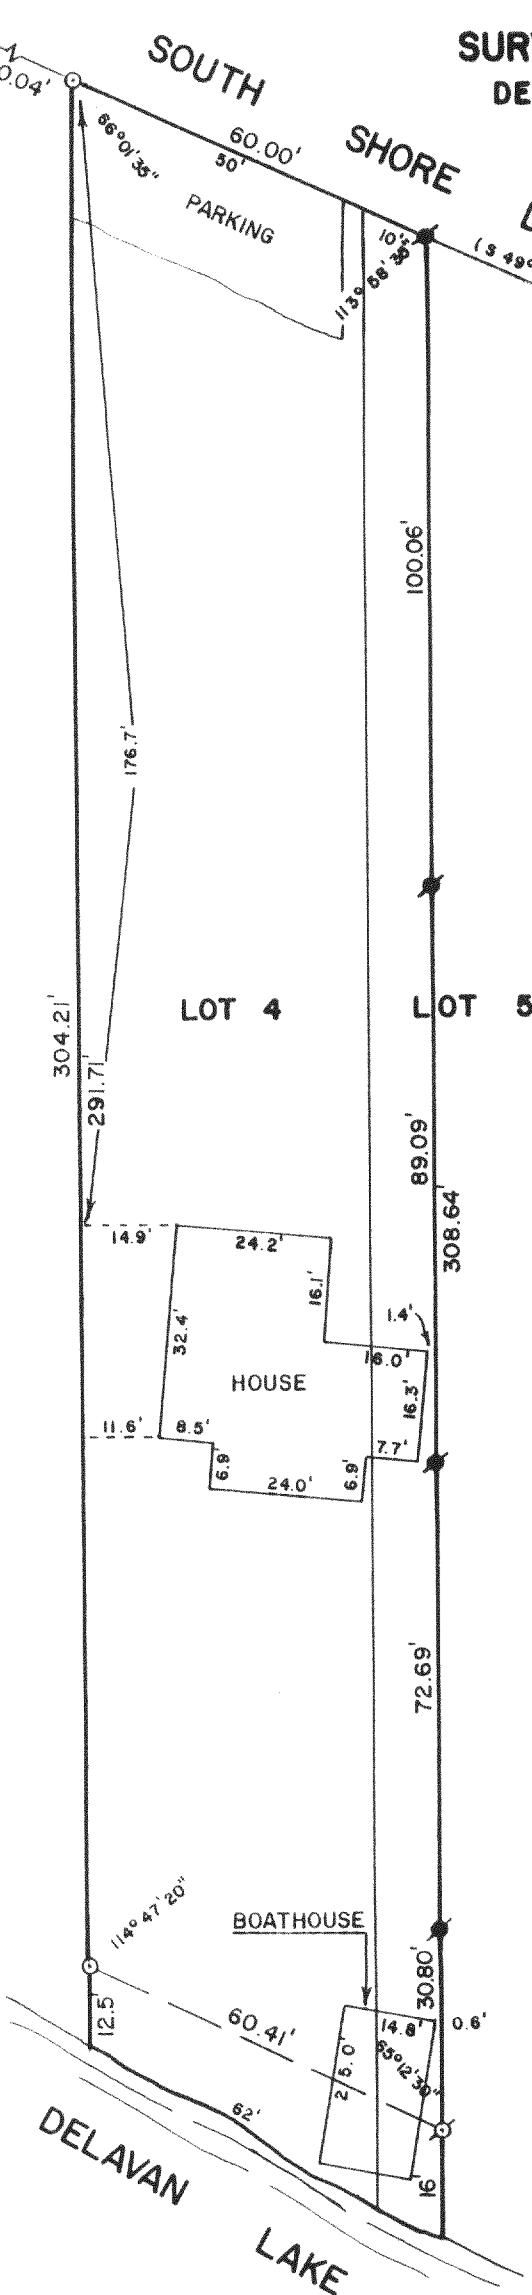 SOUTH SHORE
SUR
DE
0.04'
60.00'
50'
66°01'35"
PARKING
10'
113° 58' 35"
( S 49°
100.06'
176.7'
304.21'
291.71'
LOT 4
LOT 5
89.09'
308.64'
14.9'
24.2'
16.1'
1.4'
32.4'
16.0'
HOUSE
16.3'
11.6'
8.5'
7.7'
6.9'
6.9'
24.0'
72.69'
114° 47' 20"
BOATHOUSE
30.80'
12.5'
60.41'
14.8'
0.6'
65° 12' 30"
25.0'
62'
16'
DELAVAN LAKE